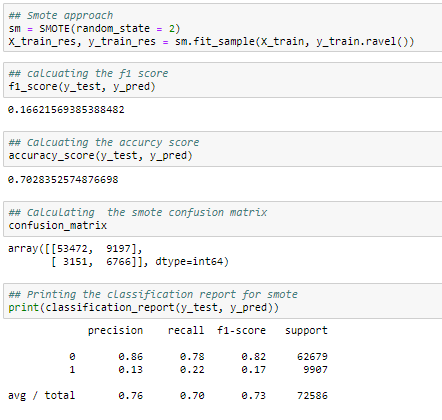 ## Smote approach
sm = SMOTE(random_state = 2)
X_train_res, y_train_res = sm.fit_sample(X_train, y_train.ravel())
## calcuating the f1 score
f1_score(y_test, y_pred)
0.16621569385388482
## Calcuating the accurcy score
accuracy_score(y_test, y_pred)
0.7028352574876698
## Calculating  the smote confusion matrix
confusion_matrix
array([[53472,  9197],
       [ 3151,  6766]], dtype=int64)
## Printing the classification report for smote
print(classification_report(y_test, y_pred))
             precision    recall  f1-score   support
          0       0.86      0.78      0.82     62679
          1       0.13      0.22      0.17      9907
avg / total       0.76      0.70      0.73     72586